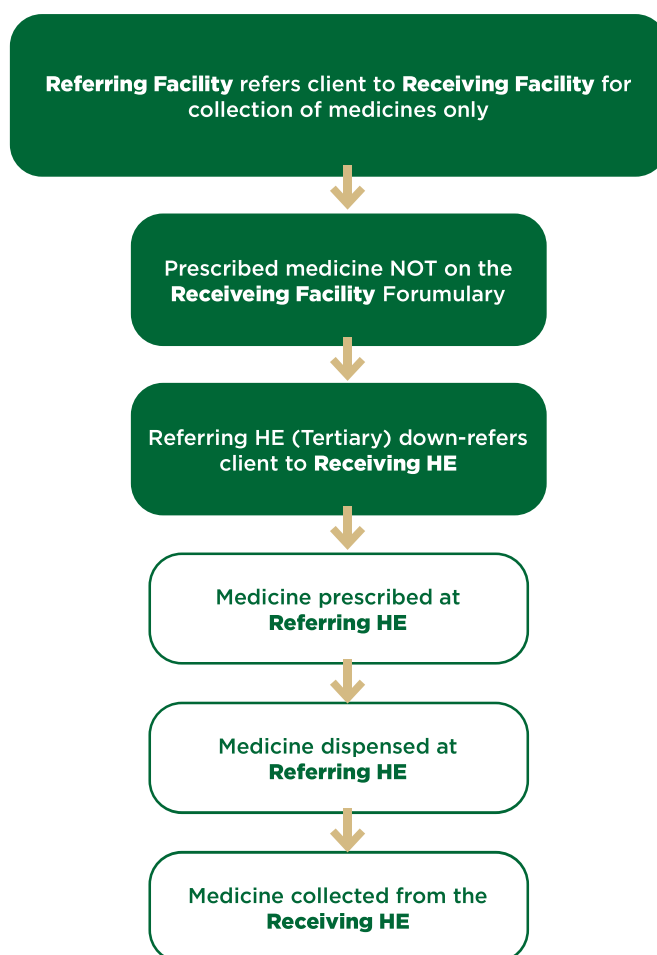 Referring Facility refers client to Receiving Facility for
collection of medicines only
Prescribed medicine NOT on the
Receiveing Facility Forumulary
Referring HE (Tertiary) down-refers
client to Receiving HE
Medicine prescribed at
Referring HE
Medicine dispensed at
Referring HE
Medicine collected from the
Receiving HE